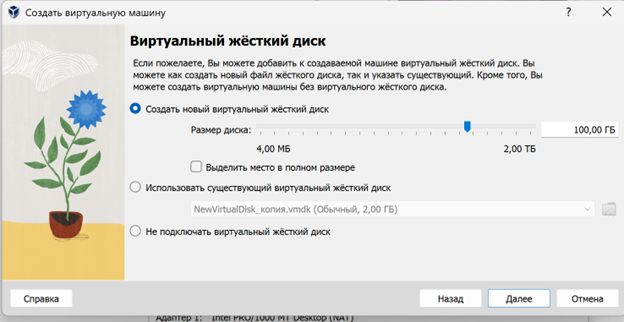 Создать виртуальную машину
?
Виртуальный жёсткий диск
Если пожелаете, Вы можете добавить к создаваемой машине виртуальный жёсткий диск. Вы
можете как создать новый файл жёсткого диска, так и указать существующий. Кроме того, Вы
можете создать виртуальную машины без виртуального жёсткого диска.
Создать новый виртуальный жёсткий диск
Размер диска:
100,00 ГБ
4,00 МБ
2,00 ТБ
Выделить место в полном размере
Использовать существующий виртуальный жёсткий диск
NewVirtualDisk_копия.vmdk (Обычный, 2,00 ГБ)
Не подключать виртуальный жёсткий диск
Справка
Назад
Далее
Отмена
Адаптер 1: Intel PRO/1000 MT Desktop (NAT)